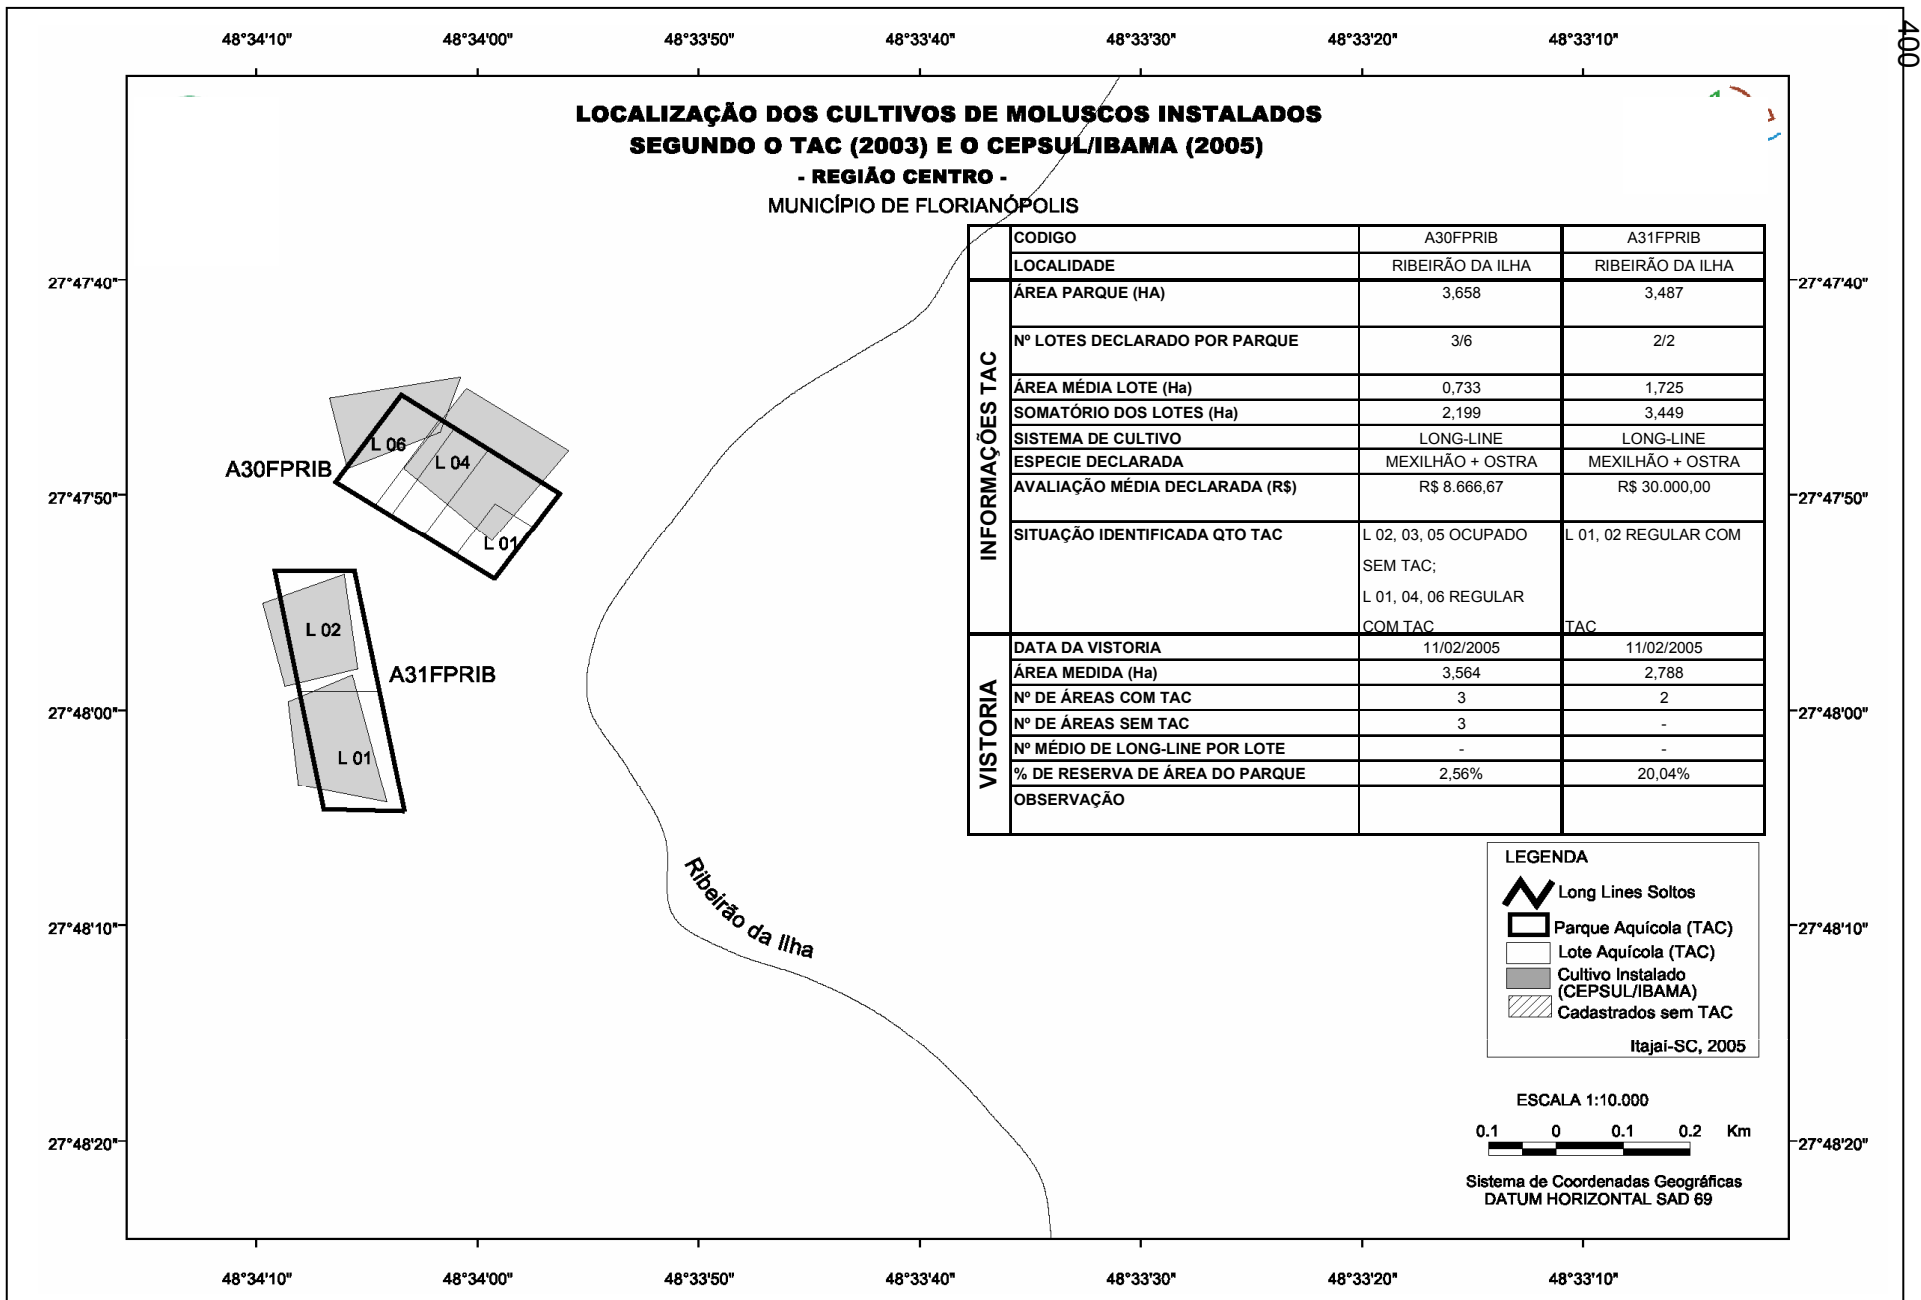 400
48°34'10" 48°34'00" 48°33'50" 48°33'40" 48°33'30" 48°33'20" 48°33'10"
LOCALIZAÇÃO DOS CULTIVOS DE MOLUSCOS INSTALADOS
SEGUNDO O TAC (2003) E O CEPSUL/IBAMA (2005)
- REGIÃO CENTRO -
MUNICÍPIO DE FLORIANÓPOLIS
CODIGO A30FPRIB A31FPRIB
LOCALIDADE RIBEIRÃO DA ILHA RIBEIRÃO DA ILHA
INFORMAÇÕES TAC
ÁREA PARQUE (HA) 3,658 3,487
Nº LOTES DECLARADO POR PARQUE 3/6 2/2
ÁREA MÉDIA LOTE (Ha) 0,733 1,725
SOMATÓRIO DOS LOTES (Ha) 2,199 3,449
SISTEMA DE CULTIVO LONG-LINE LONG-LINE
ESPECIE DECLARADA MEXILHÃO + OSTRA MEXILHÃO + OSTRA
AVALIAÇÃO MÉDIA DECLARADA (R$) R$ 8.666,67 R$ 30.000,00
SITUAÇÃO IDENTIFICADA QTO TAC L 02, 03, 05 OCUPADO L 01, 02 REGULAR COM
SEM TAC;
L 01, 04, 06 REGULAR
COM TAC TAC
VISTORIA
DATA DA VISTORIA 11/02/2005 11/02/2005
ÁREA MEDIDA (Ha) 3,564 2,788
Nº DE ÁREAS COM TAC 3 2
Nº DE ÁREAS SEM TAC 3 -
Nº MÉDIO DE LONG-LINE POR LOTE - -
% DE RESERVA DE ÁREA DO PARQUE 2,56% 20,04%
OBSERVAÇÃO
27°47'40" 27°47'40"
L 06
L 04
A30FPRIB
27°47'50" 27°47'50"
L 01
L 02
A31FPRIB
27°48'00" 27°48'00"
L 01
Ribeirão da Ilha
27°48'10" 27°48'10"
LEGENDA
Long Lines Soltos
Parque Aquícola (TAC)
Lote Aquícola (TAC)
Cultivo Instalado
(CEPSUL/IBAMA)
Cadastrados sem TAC
Itajaí-SC, 2005
ESCALA 1:10.000
0.1 0 0.1 0.2 Km
27°48'20" 27°48'20"
Sistema de Coordenadas Geográficas
DATUM HORIZONTAL SAD 69
48°34'10" 48°34'00" 48°33'50" 48°33'40" 48°33'30" 48°33'20" 48°33'10"